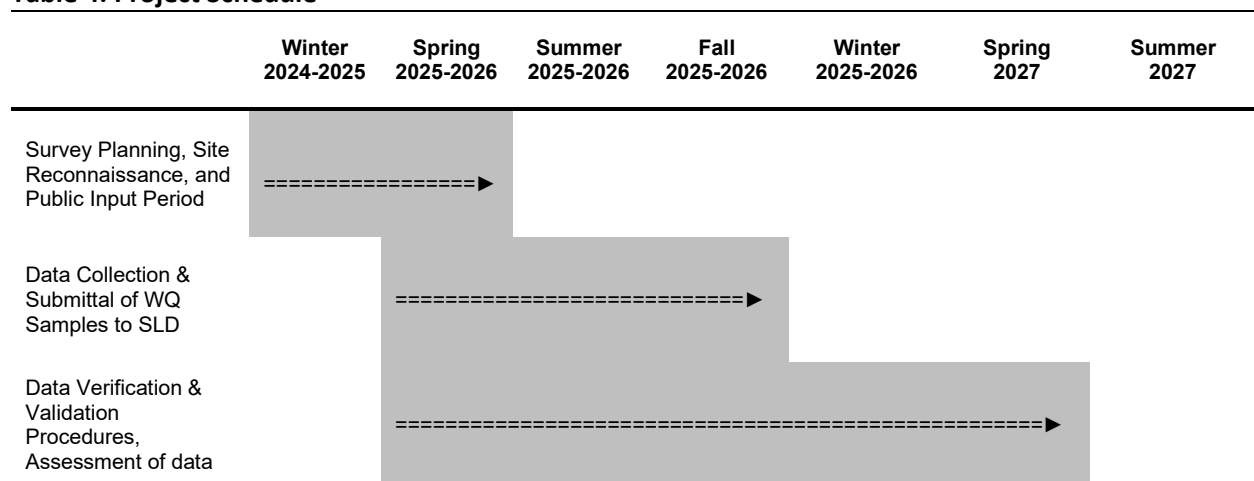 Table 4. Project Schedule
Winter 2024-2025
Spring 2025-2026
Summer 2025-2026
Fall 2025-2026
Winter 2025-2026
Spring 2027
Summer 2027
Survey Planning, Site
Reconnaissance, and
Public Input Period
=================►
Data Collection &
Submittal of WQ
Samples to SLD
============================►
Data Verification &
Validation
Procedures,
Assessment of data
====================================================►